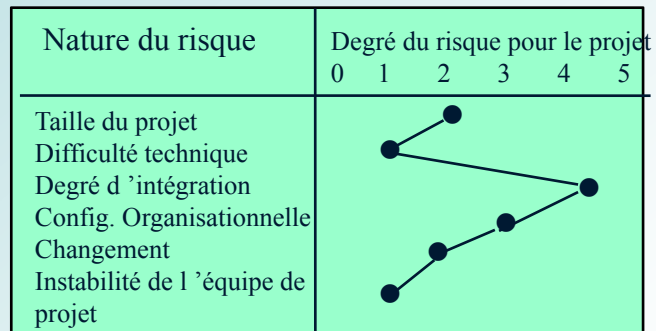 Nature du risque
Degré du risque pour le projet
0 1 2 3 4 5
Taille du projet
Difficulté technique
Degré d ’intégration
Config. Organisationnelle
Changement
Instabilité de l ’équipe de
projet